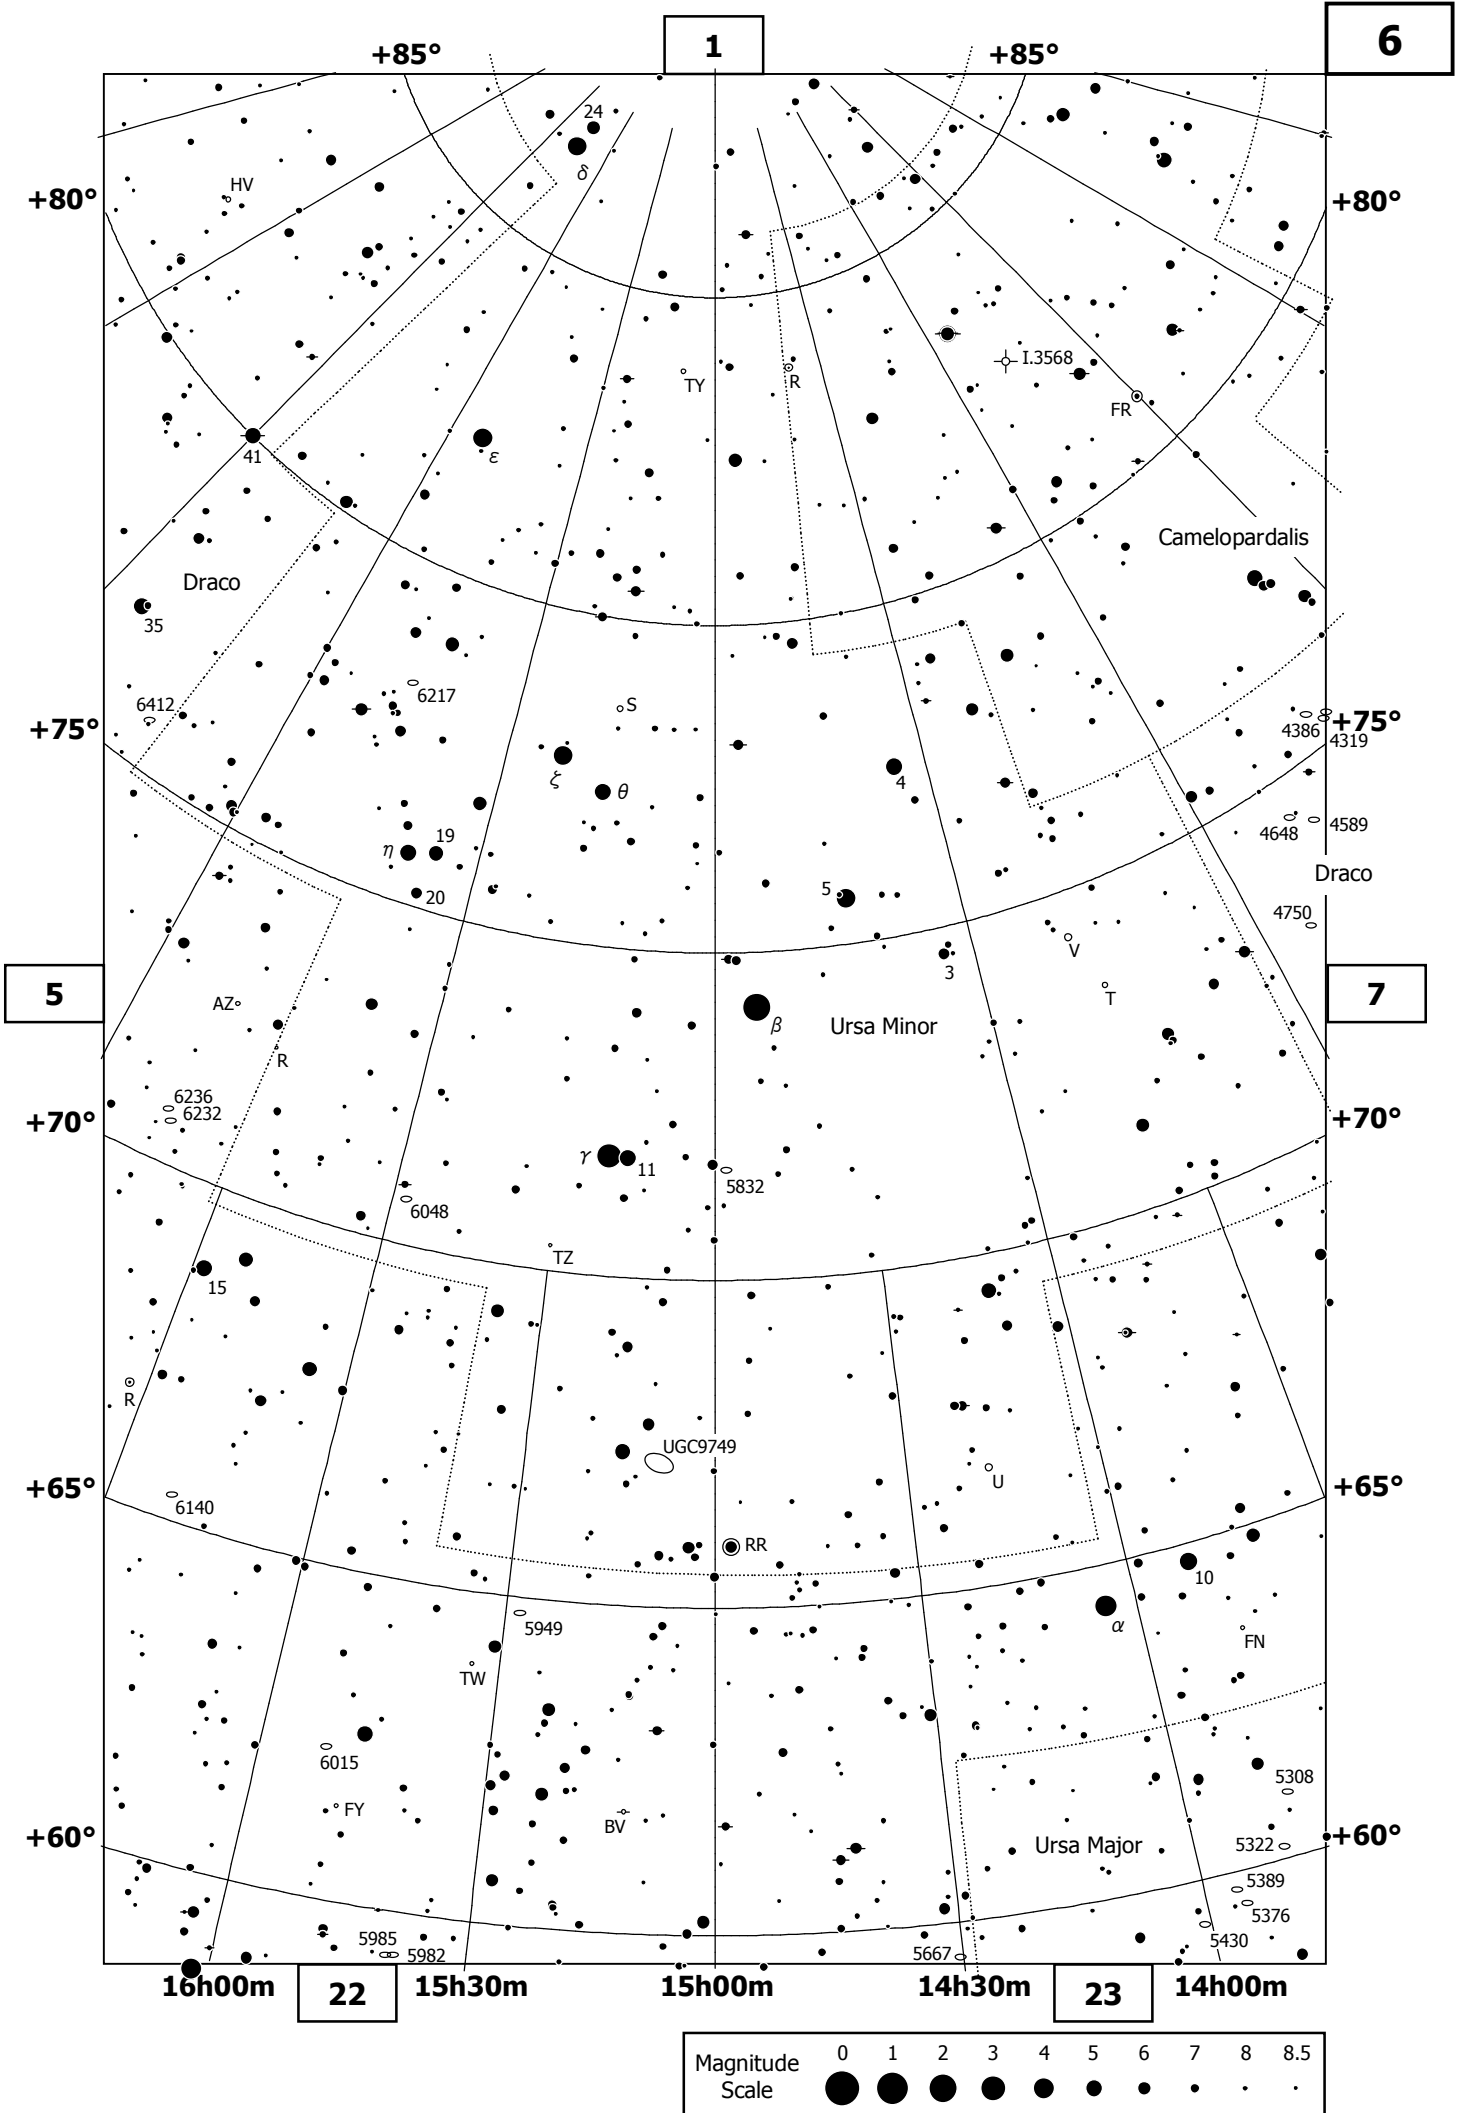 1
6
+85°
+85°
24
δ
HV
+80°
+80°
I.3568
TY
R
FR
ε
41
Camelopardalis
Draco
35
6217
6412
S
+75°
+75°
4386
4319
ζ
θ
4
4648
4589
19
η
Draco
5
20
4750
V
3
5
7
T
AZ
β
Ursa Minor
R
6236
6232
+70°
+70°
γ
11
5832
6048
TZ
15
R
UGC9749
U
+65°
+65°
6140
RR
10
α
5949
FN
TW
6015
5308
FY
BV
+60°
+60°
Ursa Major
5322
5389
5376
5985
5982
5667
5430
16h00m
22
15h30m
15h00m
14h30m
23
14h00m
Magnitude Scale
0 1 2 3 4 5 6 7 8 8.5